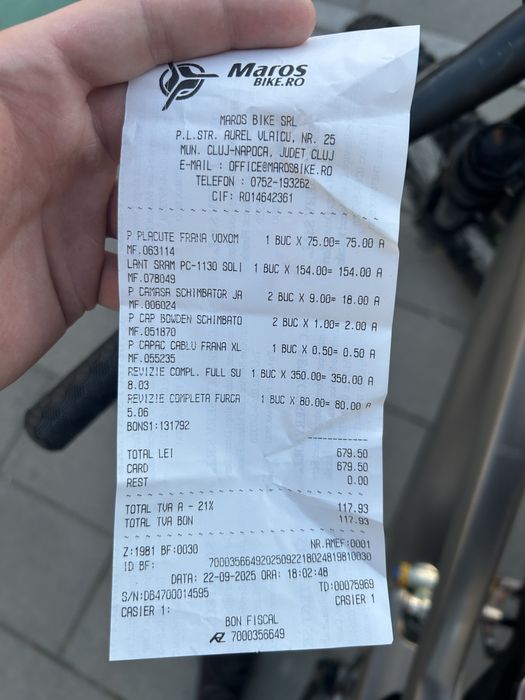 Maros
BIKE.RO
MAROS BIKE SRL
P.L.STR. AUREL VLAICU, NR. 25
MUN. CLUJ-NAPOCA, JUDET CLUJ
E-MAIL : OFFICE@MAROSBIKE.RO
TELEFON : 0752-193262
CIF: RO14642361
P PLACUTE FRANA VOXOM 1 BUC X 75.00= 75.00 A
MF.063114
LANT SRAM PC-1130 SOLI 1 BUC X 154.00= 154.00 A
MF.078049
P CAMASA SCHIMBATOR JA 2 BUC X 9.00= 18.00 A
MF.006024
P CAP BOWDEN SCHIMBATO 2 BUC X 1.00= 2.00 A
MF.051870
P CAPAC CABLU FRANA XL 1 BUC X 0.50= 0.50 A
MF.055235
REVIZIE COMPL. FULL SU 1 BUC X 350.00= 350.00 A
8.03
REVIZIE COMPLETA FURCA 1 BUC X 80.00= 80.00 A
5.06
BONS1:131792
TOTAL LEI 679.50
CARD 679.50
REST 0.00
TOTAL TVA A - 21% 117.93
TOTAL TVA BON 117.93
Z:1981 BF:0030 NR.AMEF:0001
ID BF: 70003566492025092218024819810030
DATA: 22-09-2025 ORA: 18:02:48
S/N:DB4700014595 TD:00075969
CASIER 1: CASIER 1
BON FISCAL
7000356649